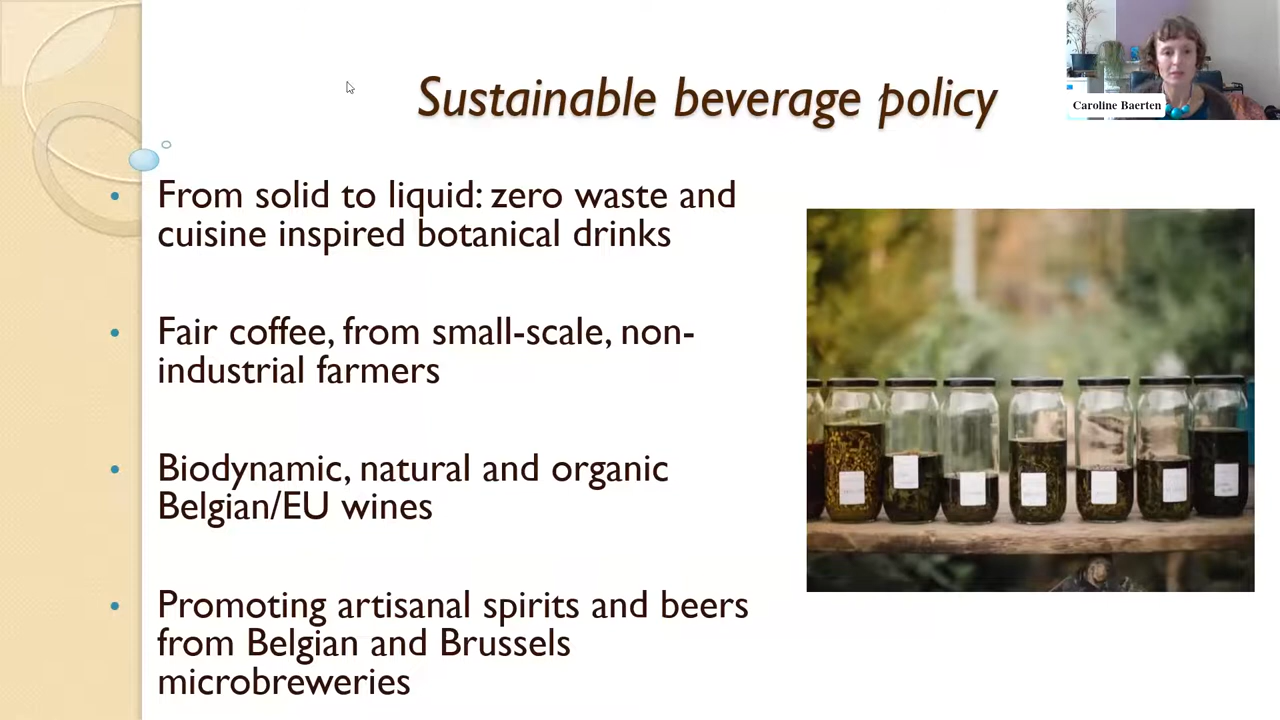 Sustainable beverage policy
Caroline Baerten
• From solid to liquid: zero waste and
cuisine inspired botanical drinks
• Fair coffee, from small-scale, non-
industrial farmers
• Biodynamic, natural and organic
Belgian/EU wines
• Promoting artisanal spirits and beers
from Belgian and Brussels
microbreweries